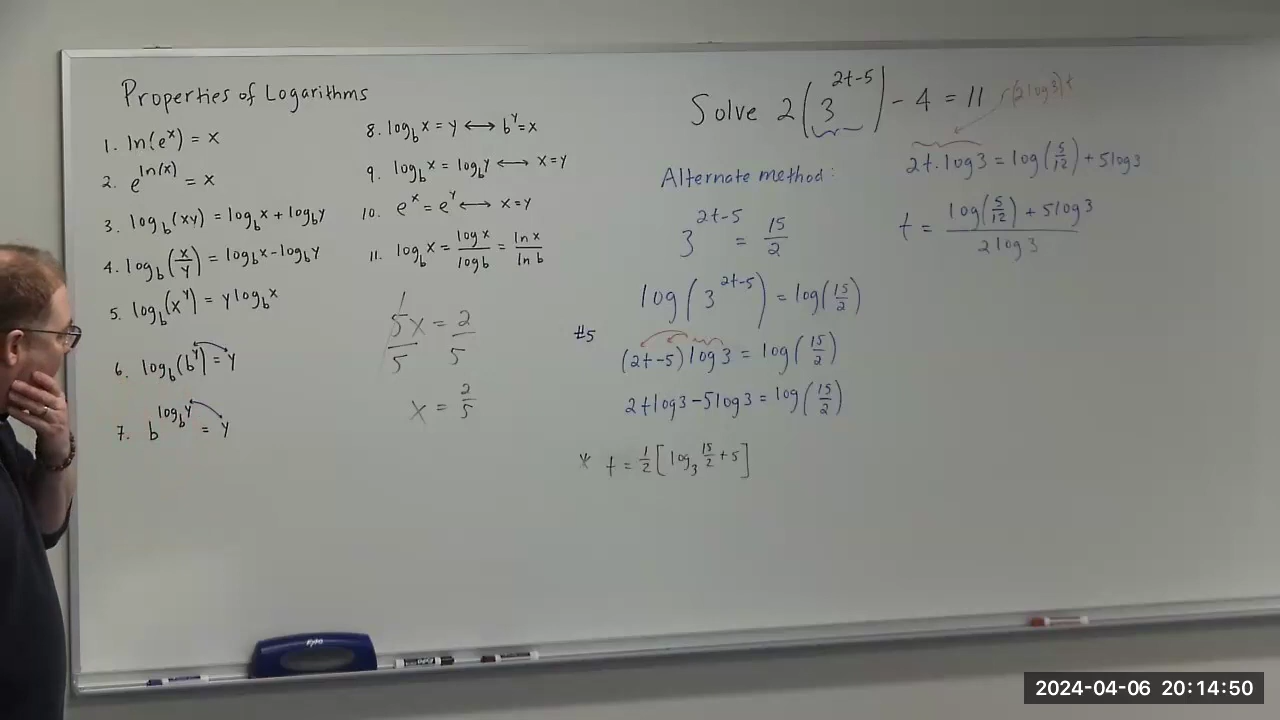 Properties of Logarithms
1. ln(e^x) = x
2. e^ln(x) = x
3. log_b(xy) = log_b x + log_b y
4. log_b(x/y) = log_b x - log_b y
5. log_b(x^y) = y log_b x
6. log_b(b^y) = y
7. b^log_b y = y
8. log_b x = y ⟷ b^y = x
9. log_b x = log_b y ⟷ x = y
10. e^x = e^y ⟷ x = y
11. log_b x = log x / log b = ln x / ln b
5x / 5 = 2 / 5
x = 2/5
Solve 2(3^2t-5) - 4 = 11
Alternate method:
3^2t-5 = 15/2
log(3^2t-5) = log(15/2)
#5
(2t-5) log 3 = log(15/2)
2t log 3 - 5 log 3 = log(15/2)
* t = 1/2 [log_3 15/2 + 5]
(2 log 3) t
2t · log 3 = log(5/12) + 5 log 3
t = log(5/12) + 5 log 3 / 2 log 3
Expo
2024-04-06 20:14:50